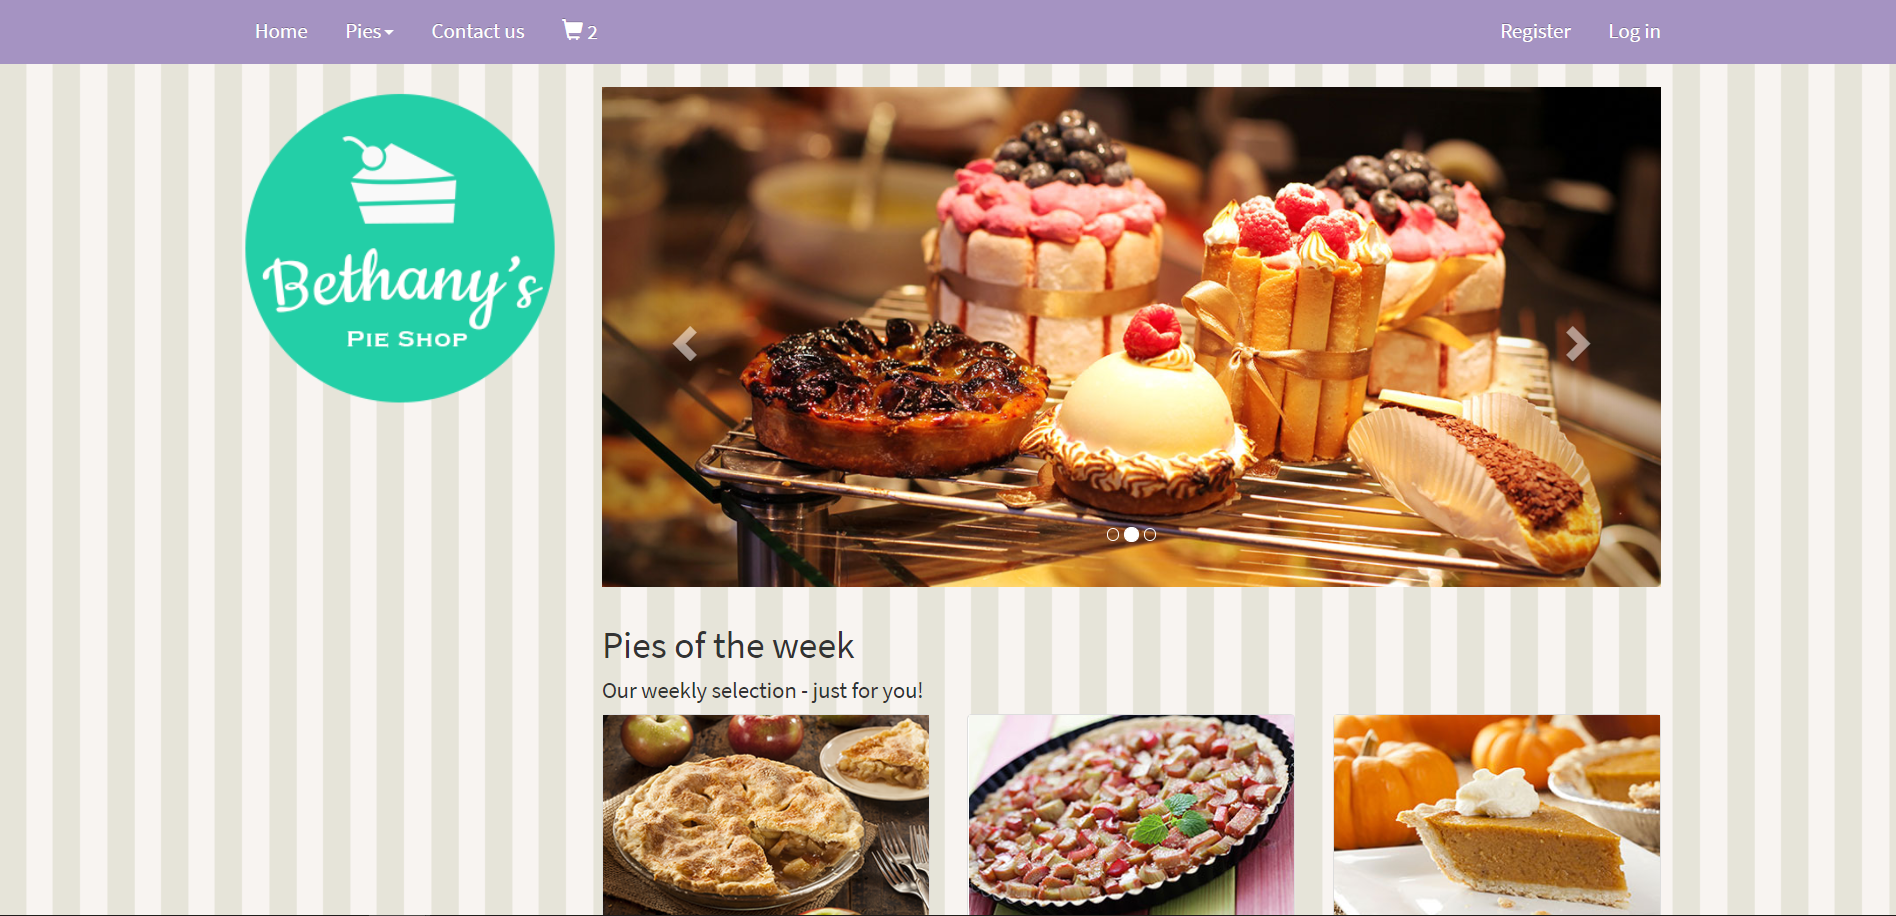 Home Pies Contact us 2 Register Log in
Bethany's
PIE SHOP
Pies of the week
Our weekly selection - just for you!